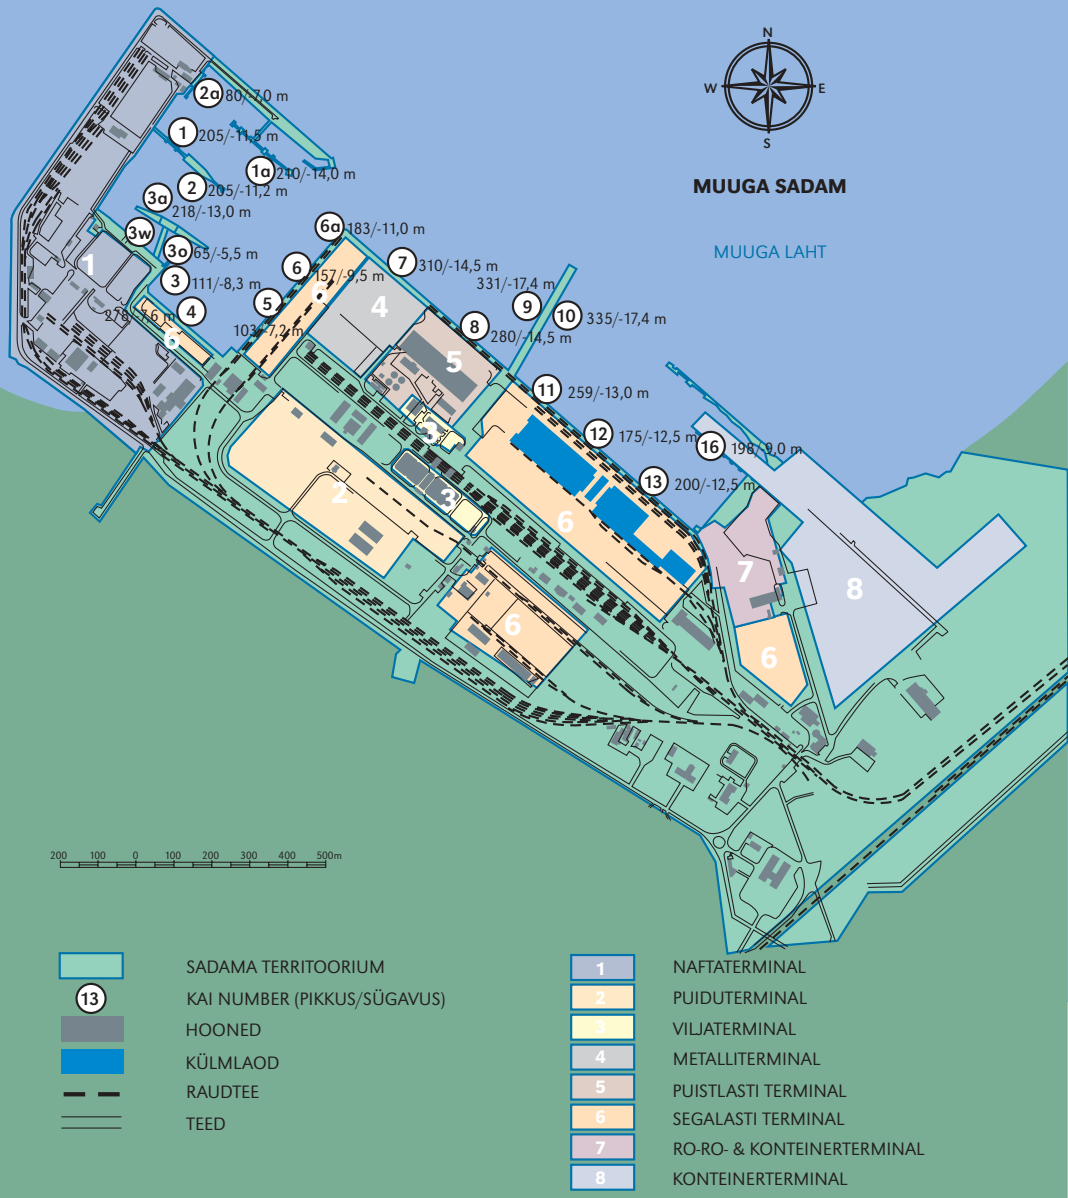 N
W E
S
MUUGA SADAM
MUUGA LAHT
2a 80/-7,0 m
1 205/-11,5 m
1a 210/-14,0 m
2 205/-11,2 m
3a 218/-13,0 m
3w
3o 65/-5,5 m
3 111/-8,3 m
4 278/-7,6 m
5 103/-7,2 m
6 157/-9,5 m
6a 183/-11,0 m
7 310/-14,5 m
8 280/-14,5 m
9 331/-17,4 m
10 335/-17,4 m
11 259/-13,0 m
12 175/-12,5 m
13 200/-12,5 m
16 198/-9,0 m
1
6
6
4
5
3
2
3
6
6
7
8
6
200 100 0 100 200 300 400 500m
SADAMA TERRITOORIUM
13 KAI NUMBER (PIKKUS/SÜGAVUS)
HOONED
KÜLMLAOD
RAUDTEE
TEED
1 NAFTATERMINAL
2 PUIDUTERMINAL
3 VILJATERMINAL
4 METALLITERMINAL
5 PUISTLASTI TERMINAL
6 SEGALASTI TERMINAL
7 RO-RO- & KONTEINERTERMINAL
8 KONTEINERTERMINAL